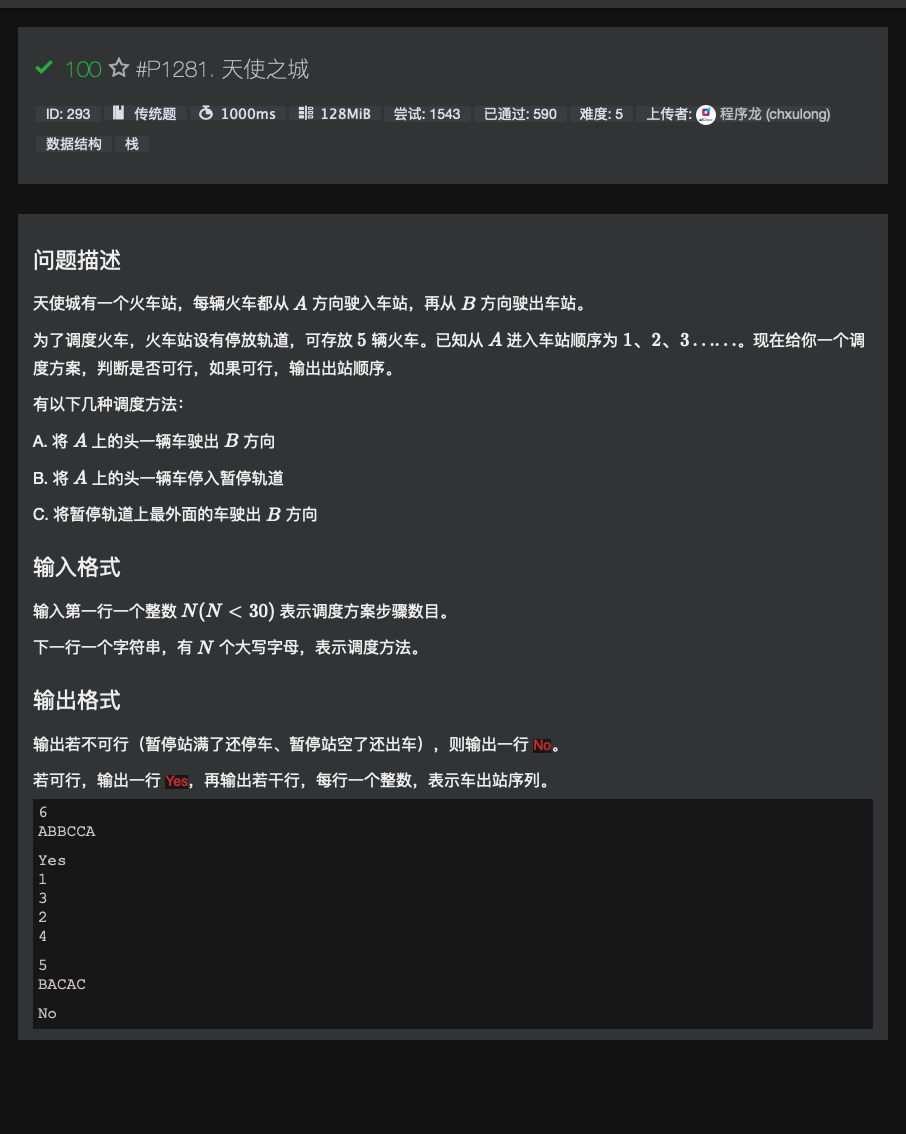 100 #P1281. 天使之城
ID: 293 传统题 1000ms 128MiB 尝试: 1543 已通过: 590 难度: 5 上传者: 程序龙 (chxulong)
数据结构 栈
问题描述
天使城有一个火车站，每辆火车都从 A 方向驶入车站，再从 B 方向驶出车站。
为了调度火车，火车站设有停放轨道，可存放 5 辆火车。已知从 A 进入车站顺序为 1、2、3……。现在给你一个调
度方案，判断是否可行，如果可行，输出出站顺序。
有以下几种调度方法：
A. 将 A 上的头一辆车驶出 B 方向
B. 将 A 上的头一辆车停入暂停轨道
C. 将暂停轨道上最外面的车驶出 B 方向
输入格式
输入第一行一个整数 N(N < 30) 表示调度方案步骤数目。
下一行一个字符串，有 N 个大写字母，表示调度方法。
输出格式
输出若不可行（暂停站满了还停车、暂停站空了还出车），则输出一行 No。
若可行，输出一行 Yes，再输出若干行，每行一个整数，表示车出站序列。
6
ABBCCA
Yes
1
3
2
4
5
BACAC
No